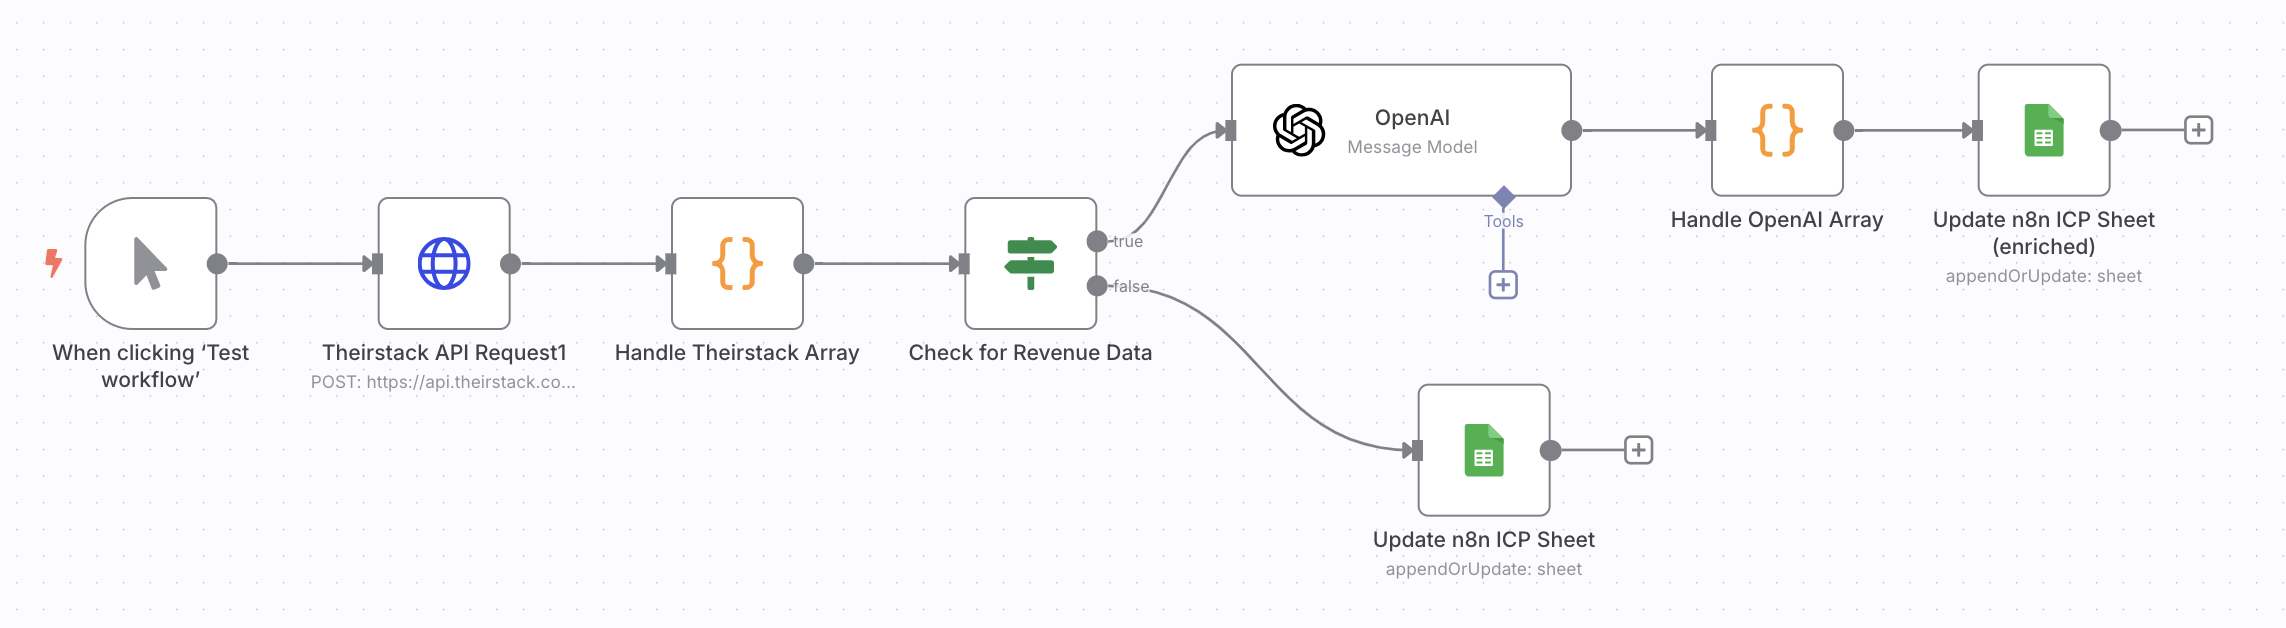 When clicking ‘Test
workflow’
Theirstack API Request1
POST: https://api.theirstack.co...
Handle Theirstack Array
Check for Revenue Data
true
false
OpenAI
Message Model
Tools
Handle OpenAI Array
Update n8n ICP Sheet
(enriched)
appendOrUpdate: sheet
Update n8n ICP Sheet
appendOrUpdate: sheet